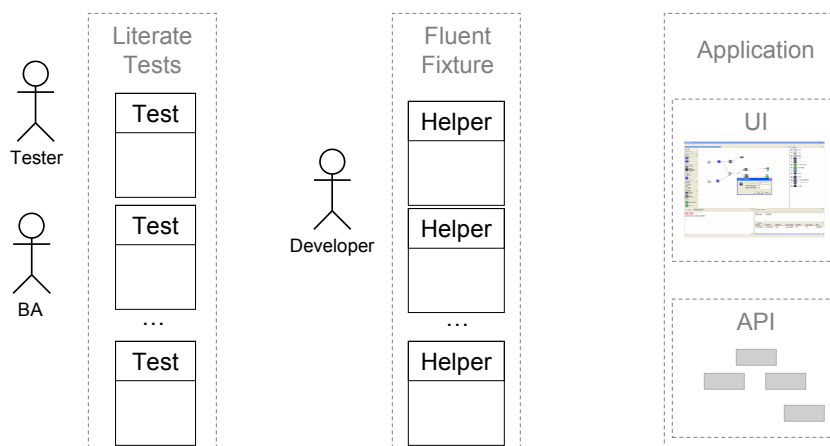 Literate
Tests
Fluent
Fixture
Application
Test
Helper
UI
Tester
Test
Helper
Developer
BA
...
...
API
Test
Helper